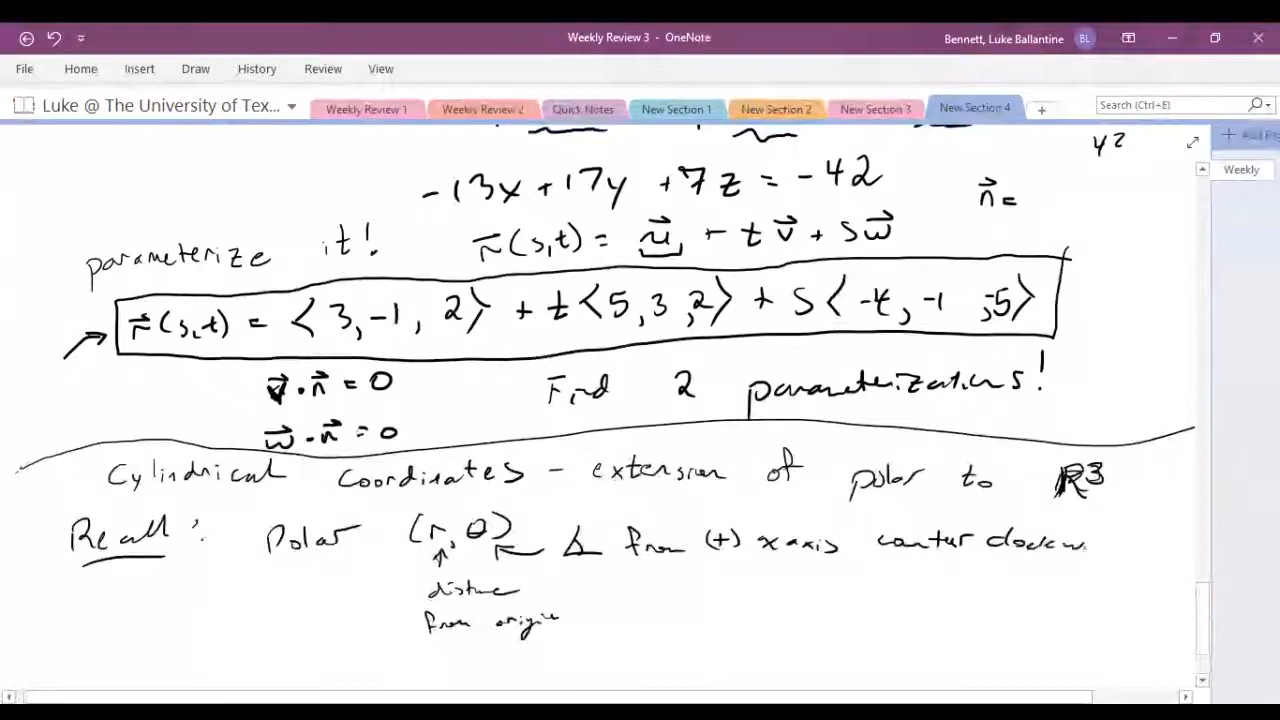 Weekly Review 3 - OneNote
Bennett, Luke Ballantine BL
File Home Insert Draw History Review View
Luke @ The University of Tex... Weekly Review 1 Weekly Review 2 Quick Notes New Section 1 New Section 2 New Section 3 New Section 4 + Search (Ctrl+E)
Weekly
42
-13x + 17y + 7z = -42
n⃗ =
parameterize it! r⃗(s,t) = u⃗ + t v⃗ + s w⃗
r⃗(s,t) = ⟨3, -1, 2⟩ + t⟨5, 3, 2⟩ + s⟨-4, -1, -5⟩
v⃗ · n⃗ = 0 Find 2 parameterizations!
w⃗ · n⃗ = 0
Cylindrical Coordinates - extension of polar to R3
Recall: Polar (r, θ) from (+) x axis counter clockw
distance
from origin